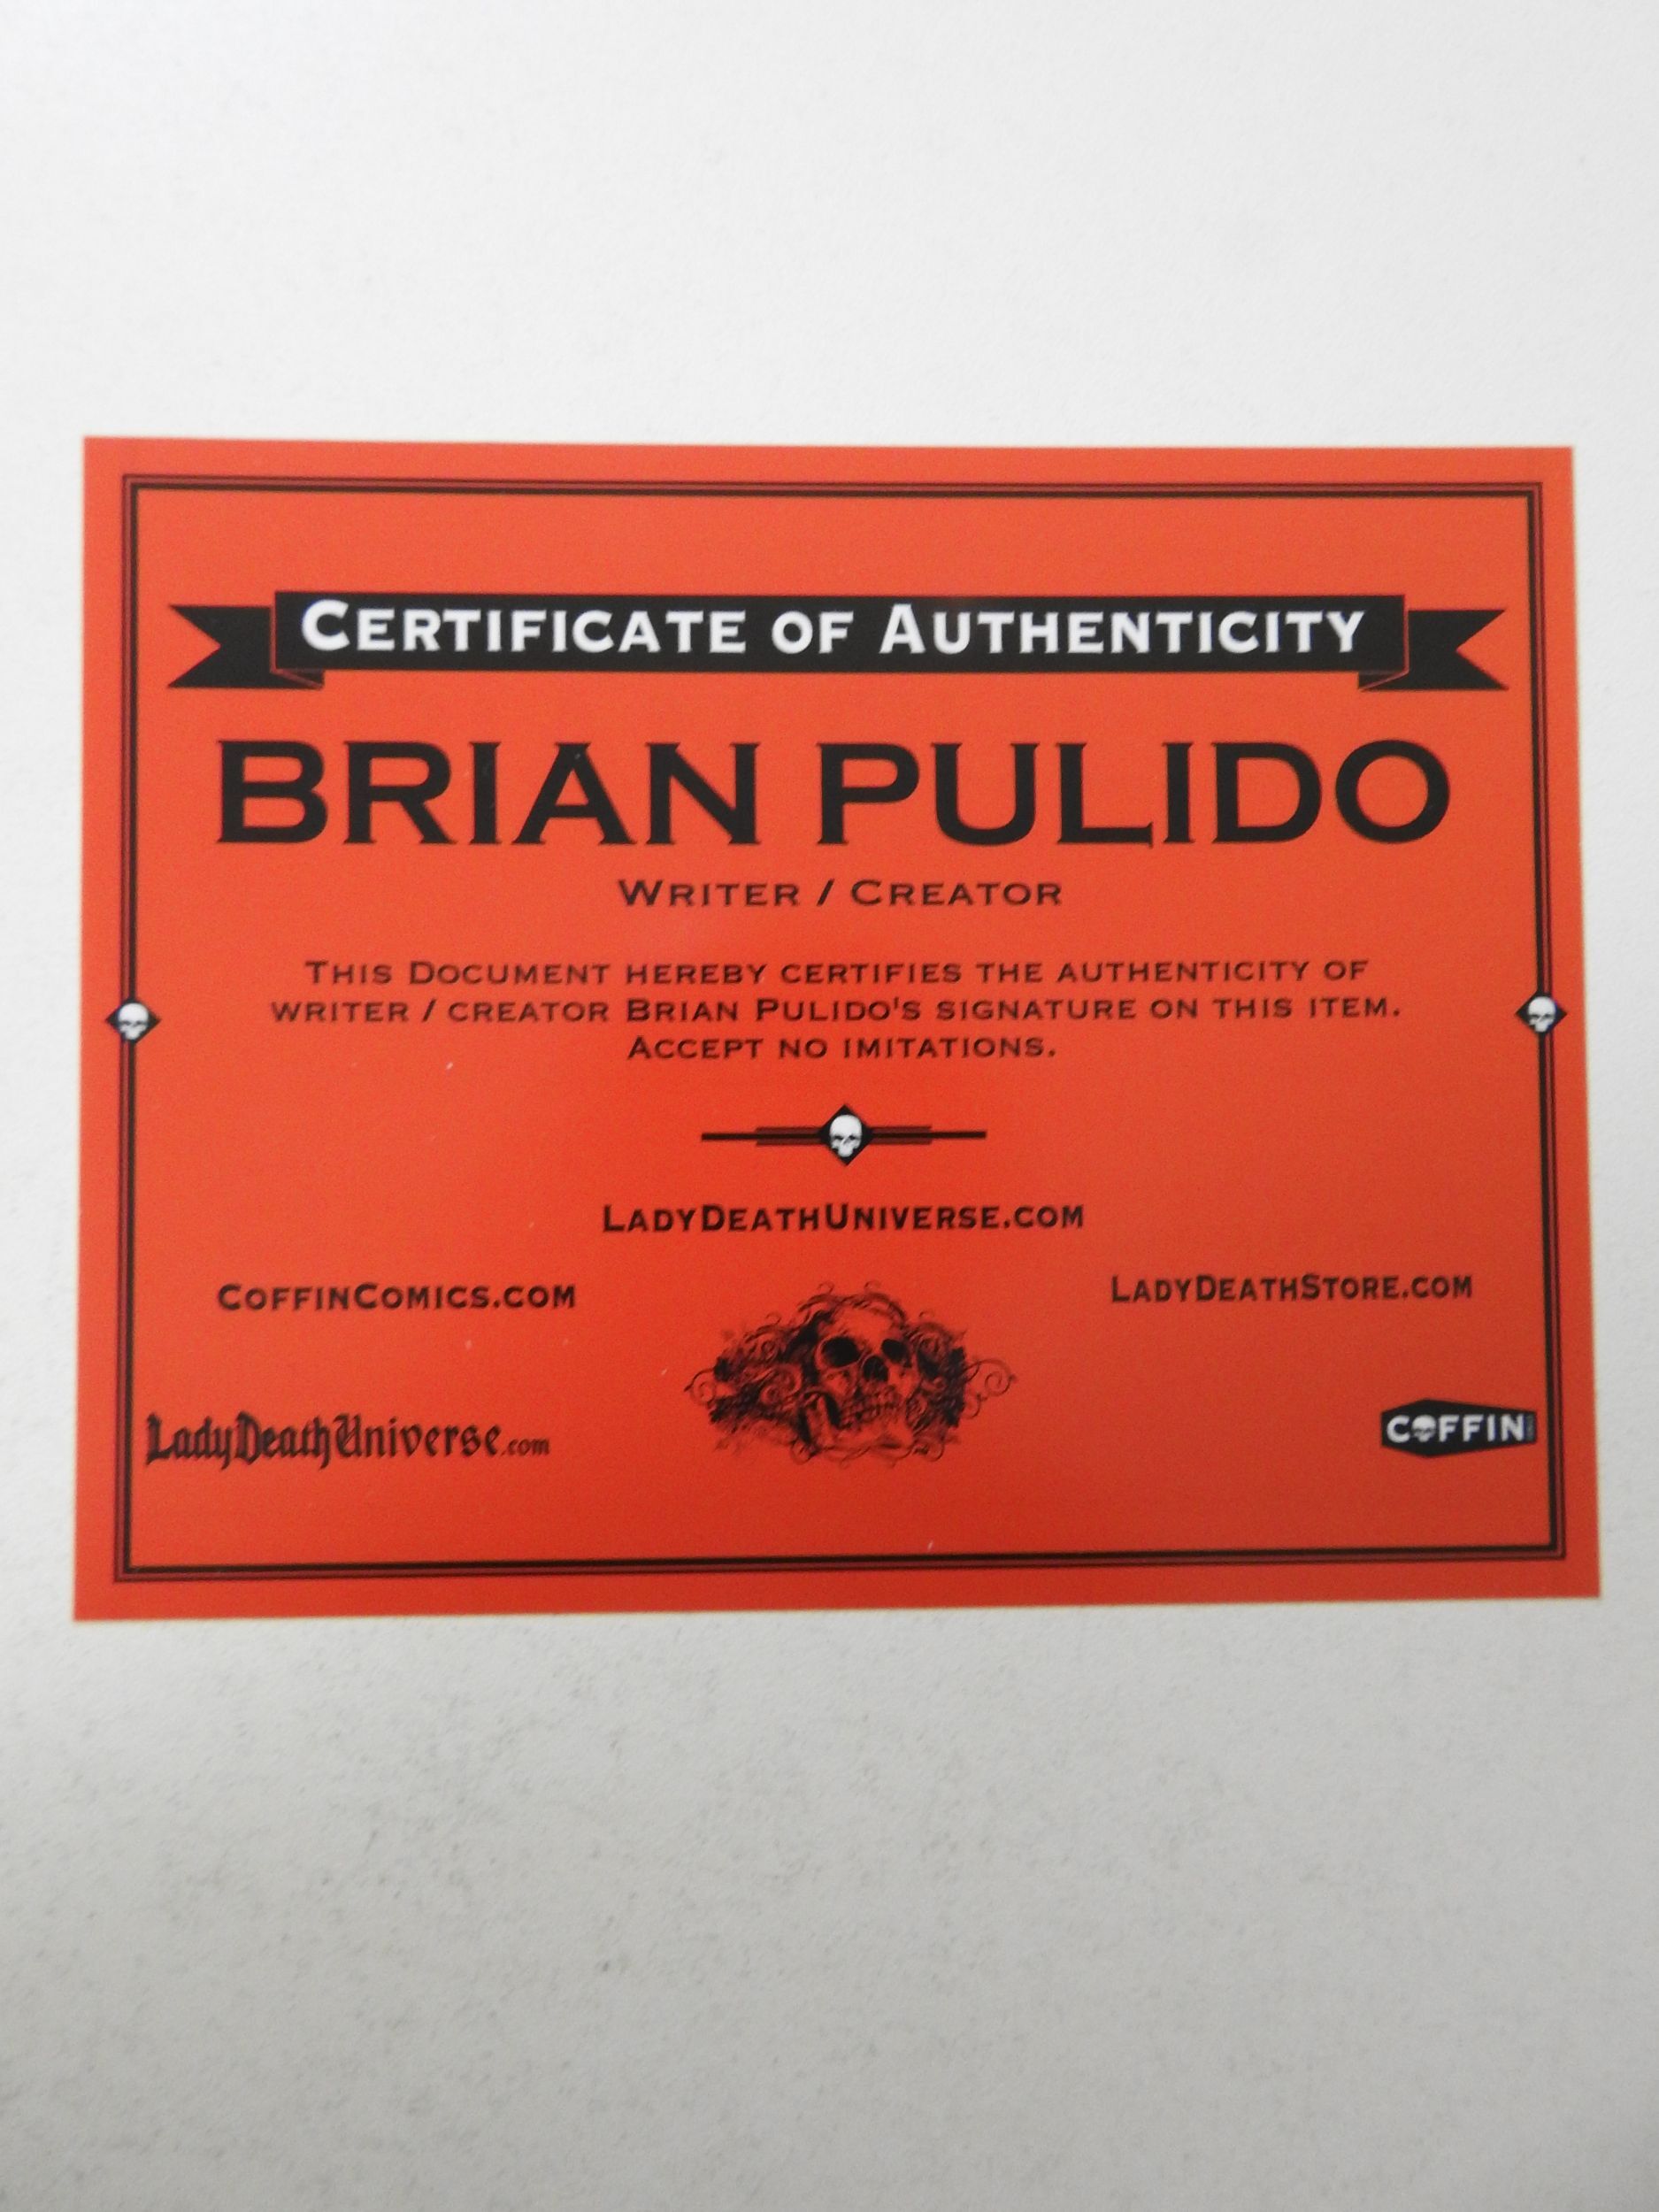 CERTIFICATE OF AUTHENTICITY
BRIAN PULIDO
WRITER / CREATOR
THIS DOCUMENT HEREBY CERTIFIES THE AUTHENTICITY OF
WRITER / CREATOR BRIAN PULIDO'S SIGNATURE ON THIS ITEM.
ACCEPT NO IMITATIONS.
LADYDEATHUNIVERSE.COM
COFFINCOMICS.COM
LADYDEATHSTORE.COM
LadyDeathUniverse.com
COFFIN